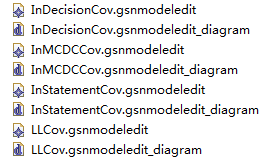 InDecisionCov.gsnmodeledit
InDecisionCov.gsnmodeledit_diagram
InMCDCCov.gsnmodeledit
InMCDCCov.gsnmodeledit_diagram
InStatementCov.gsnmodeledit
InStatementCov.gsnmodeledit_diagram
LLCov.gsnmodeledit
LLCov.gsnmodeledit_diagram